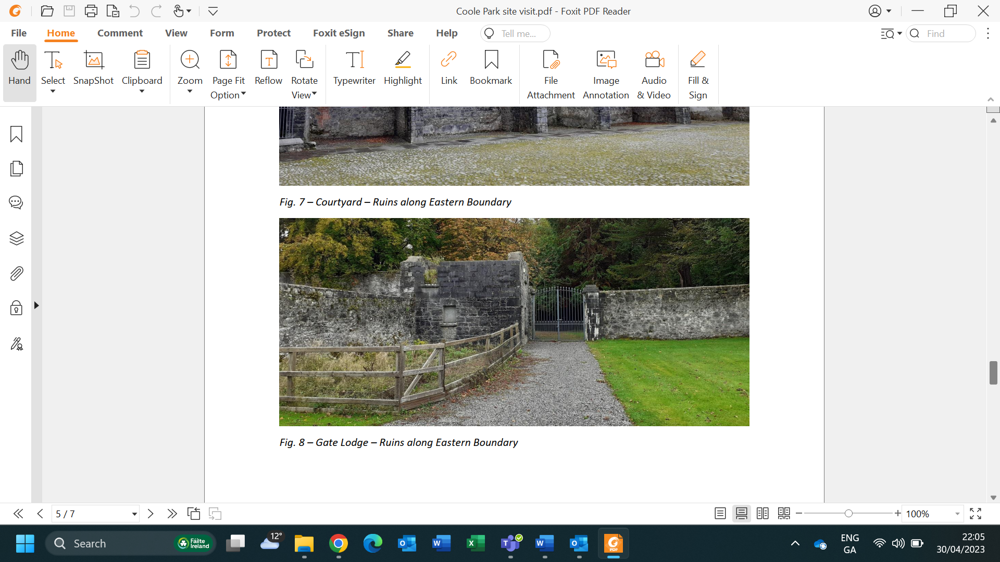 Coole Park site visit.pdf - Foxit PDF Reader
File Home Comment View Form Protect Foxit eSign Share Help Tell me... Find
Hand Select SnapShot Clipboard Zoom Page Fit Option Reflow Rotate View Typewriter Highlight Link Bookmark File Attachment Image Annotation Audio & Video Fill & Sign
Fig. 7 – Courtyard – Ruins along Eastern Boundary
Fig. 8 – Gate Lodge – Ruins along Eastern Boundary
5 / 7 100%
Search Fáilte Ireland 12° ENG GA 22:05 30/04/2023